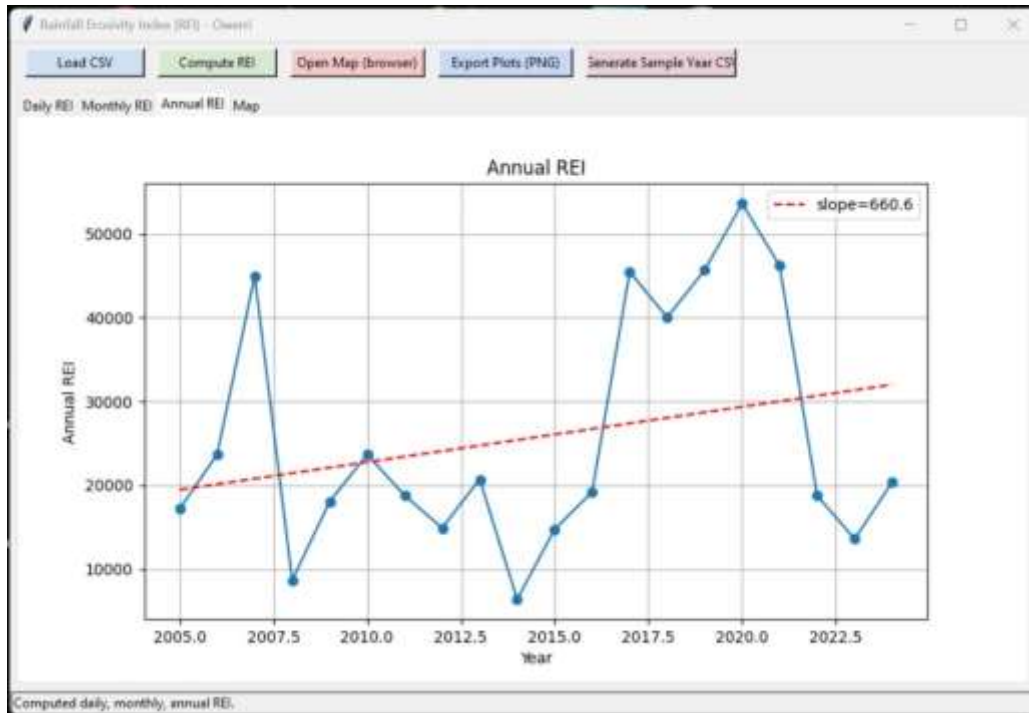 Rainfall Erosivity Index (REI) - Owerri
Load CSV Compute REI Open Map (browser) Export Plots (PNG) Generate Sample Year CSV
Daily REI Monthly REI Annual REI Map
Annual REI
slope=660.6
50000
40000
30000
20000
10000
Annual REI
2005.0 2007.5 2010.0 2012.5 2015.0 2017.5 2020.0 2022.5
Year
Computed daily, monthly, annual REI.